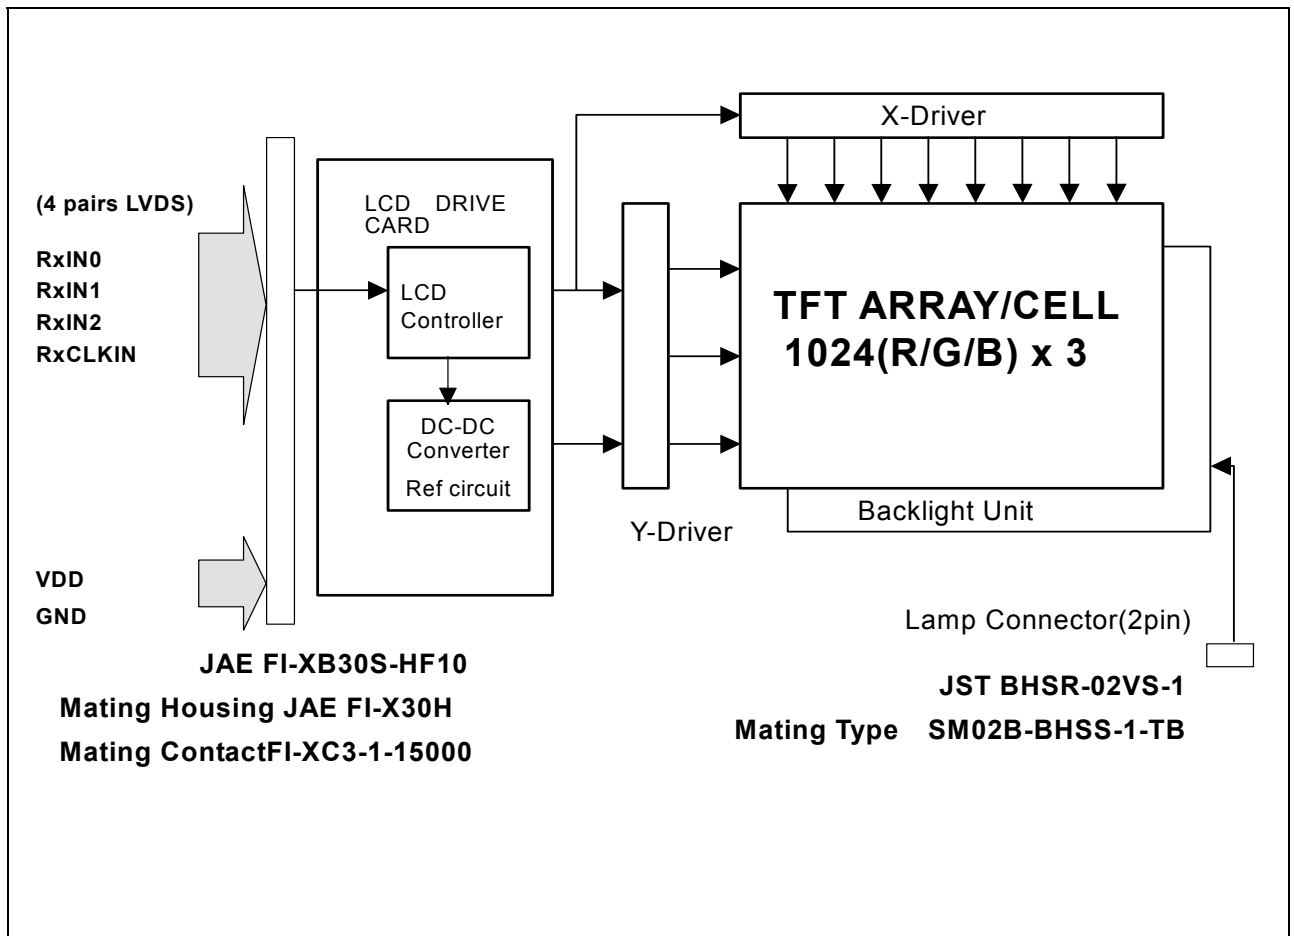 X-Driver
(4 pairs LVDS)
RxIN0
RxIN1
RxIN2
RxCLKIN
LCD DRIVE
CARD
LCD
Controller
DC-DC
Converter
Ref circuit
TFT ARRAY/CELL
1024(R/G/B) x 3
Backlight Unit
Y-Driver
VDD
GND
Lamp Connector(2pin)
JAE FI-XB30S-HF10
Mating Housing JAE FI-X30H
Mating ContactFI-XC3-1-15000
JST BHSR-02VS-1
Mating Type SM02B-BHSS-1-TB